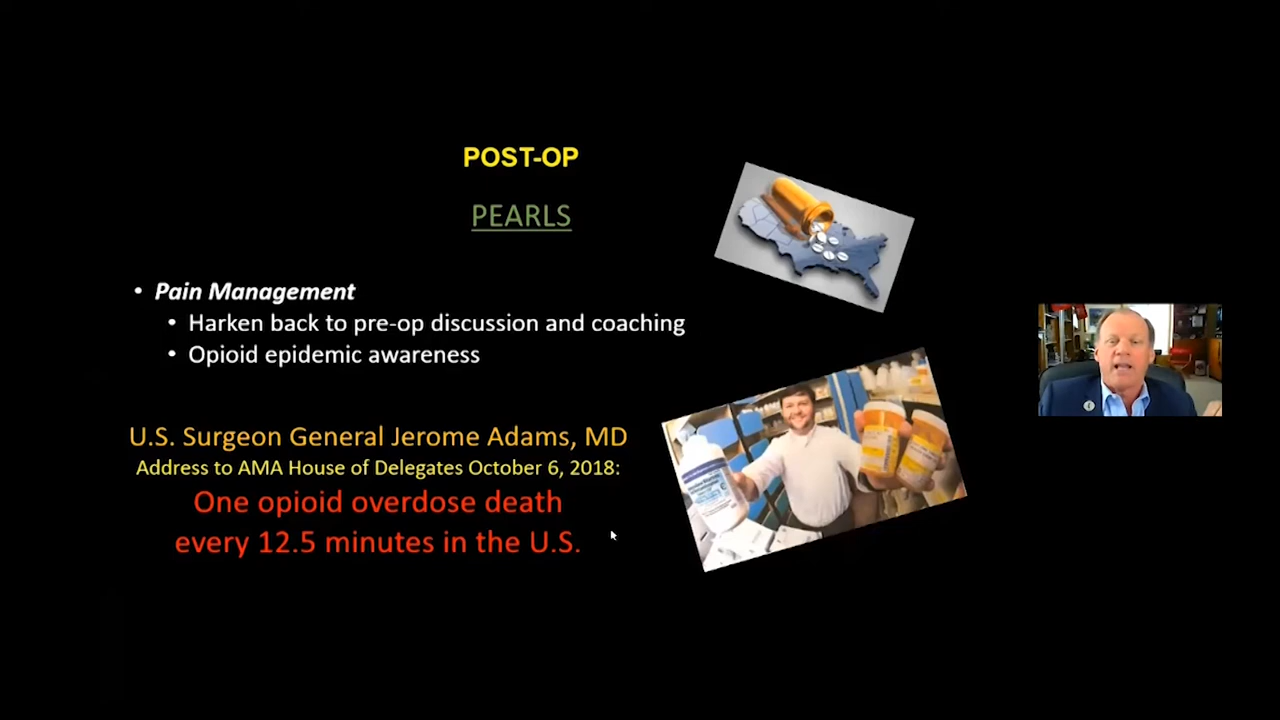 POST-OP
PEARLS
• Pain Management
• Harken back to pre-op discussion and coaching
• Opioid epidemic awareness
U.S. Surgeon General Jerome Adams, MD
Address to AMA House of Delegates October 6, 2018:
One opioid overdose death
every 12.5 minutes in the U.S.